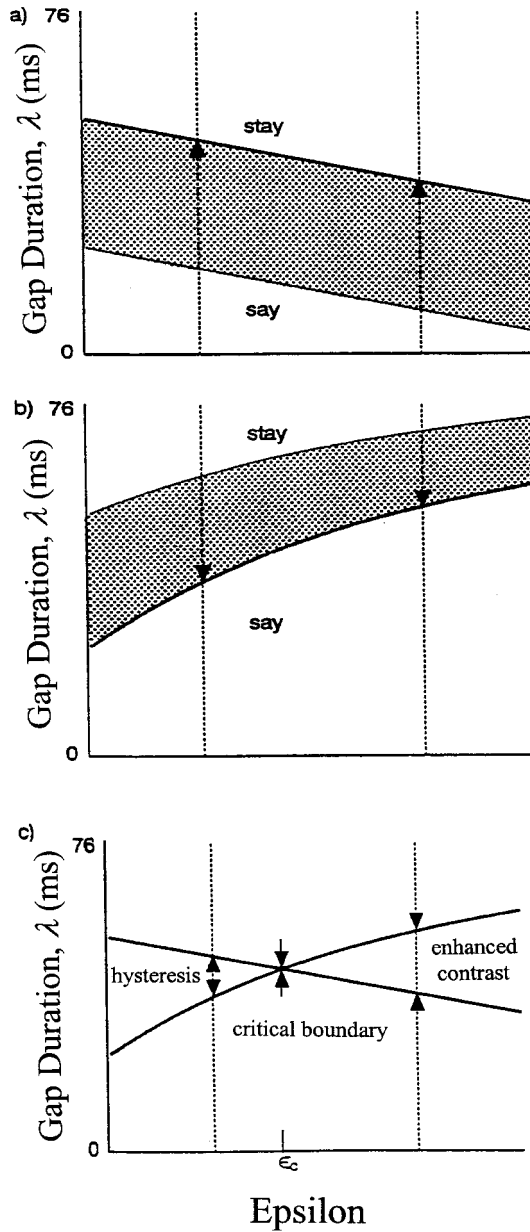 a)
76
stay
Gap Duration, λ (ms)
say
0
b)
76
stay
Gap Duration, λ (ms)
say
0
c)
76
Gap Duration, λ (ms)
hysteresis
enhanced
contrast
critical boundary
0
ϵc
Epsilon